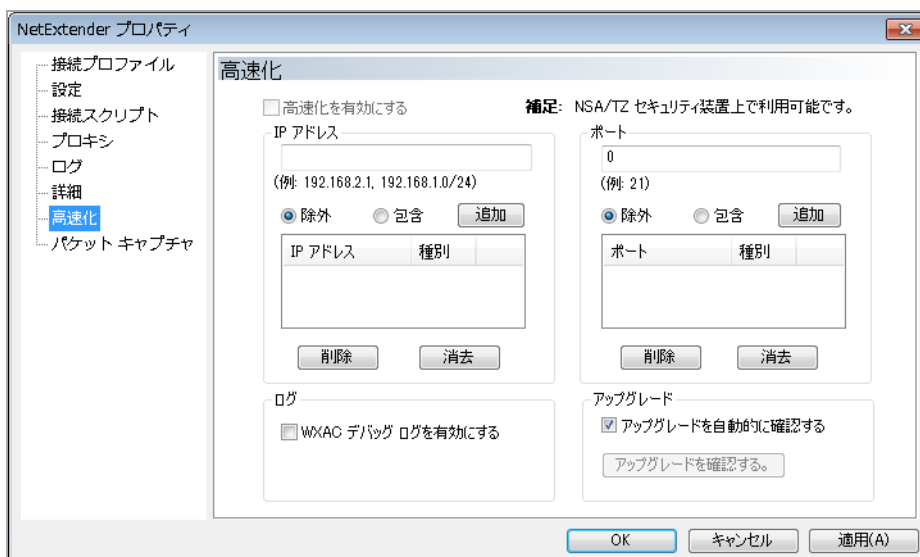 NetExtender プロパティ
接続プロファイル
設定
接続スクリプト
プロキシ
ログ
詳細
高速化
パケット キャプチャ
高速化
高速化を有効にする
補足: NSA/TZ セキュリティ装置上で利用可能です。
IP アドレス
(例: 192.168.2.1, 192.168.1.0/24)
除外 包含 追加
IP アドレス 種別
削除 消去
ポート
0
(例: 21)
除外 包含 追加
ポート 種別
削除 消去
ログ
WXAC デバッグ ログを有効にする
アップグレード
アップグレードを自動的に確認する
アップグレードを確認する。
OK キャンセル 適用(A)